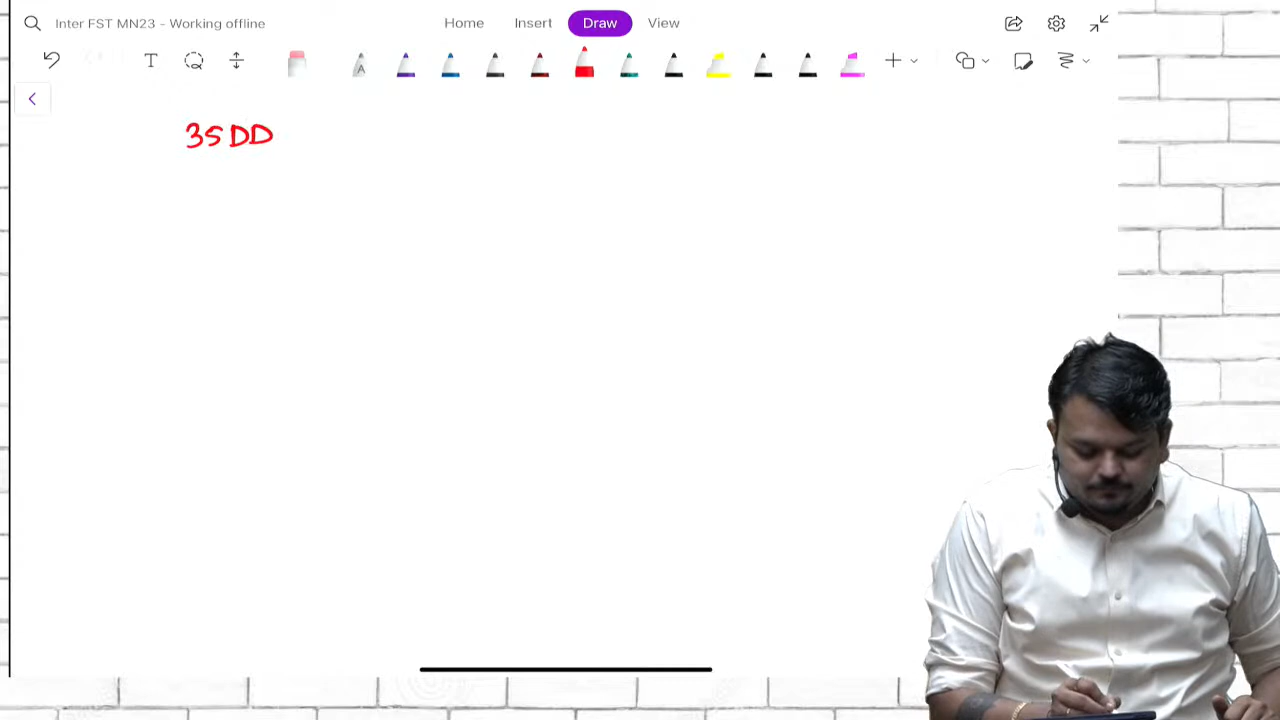 Inter FST MN23 - Working offline
Home Insert Draw View
T
A
35DD